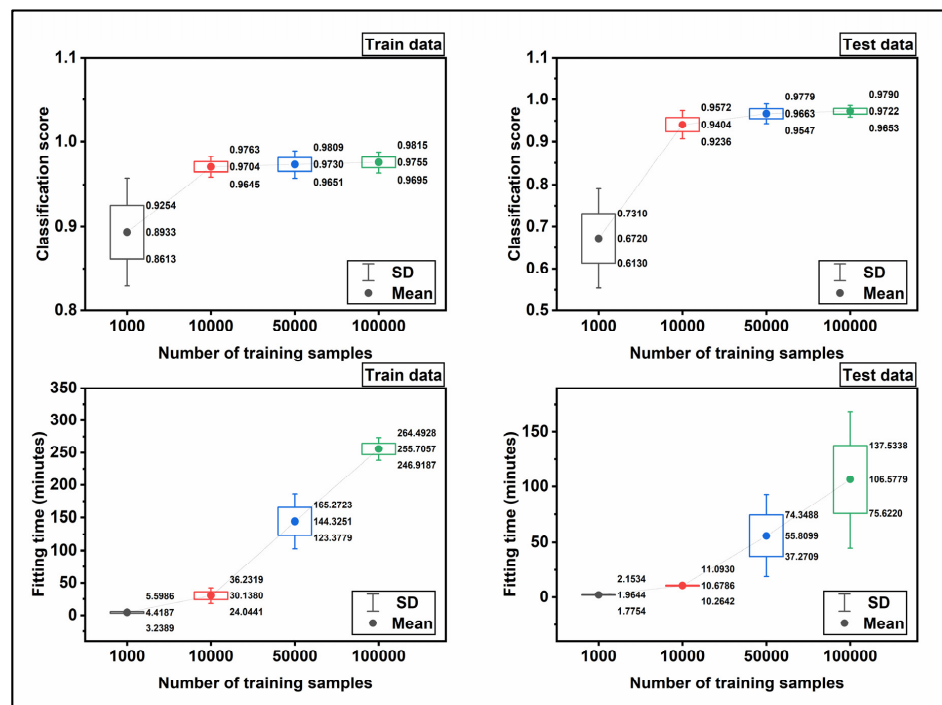 Train data
Classification score
1.1
1.0
0.9
0.8
0.9254
0.8933
0.8613
0.9763
0.9704
0.9645
0.9809
0.9730
0.9651
0.9815
0.9755
0.9695
SD
Mean
1000 10000 50000 100000
Number of training samples
Test data
Classification score
1.1
1.0
0.9
0.8
0.7
0.6
0.5
0.7310
0.6720
0.6130
0.9572
0.9404
0.9236
0.9779
0.9663
0.9547
0.9790
0.9722
0.9653
SD
Mean
1000 10000 50000 100000
Number of training samples
Train data
Fitting time (minutes)
350
300
250
200
150
100
50
0
5.5986
4.4187
3.2389
36.2319
30.1380
24.0441
165.2723
144.3251
123.3779
264.4928
255.7057
246.9187
SD
Mean
1000 10000 50000 100000
Number of training samples
Test data
Fitting time (minutes)
150
100
50
0
2.1534
1.9644
1.7754
11.0930
10.6786
10.2642
74.3488
55.8099
37.2709
137.5338
106.5779
75.6220
SD
Mean
1000 10000 50000 100000
Number of training samples